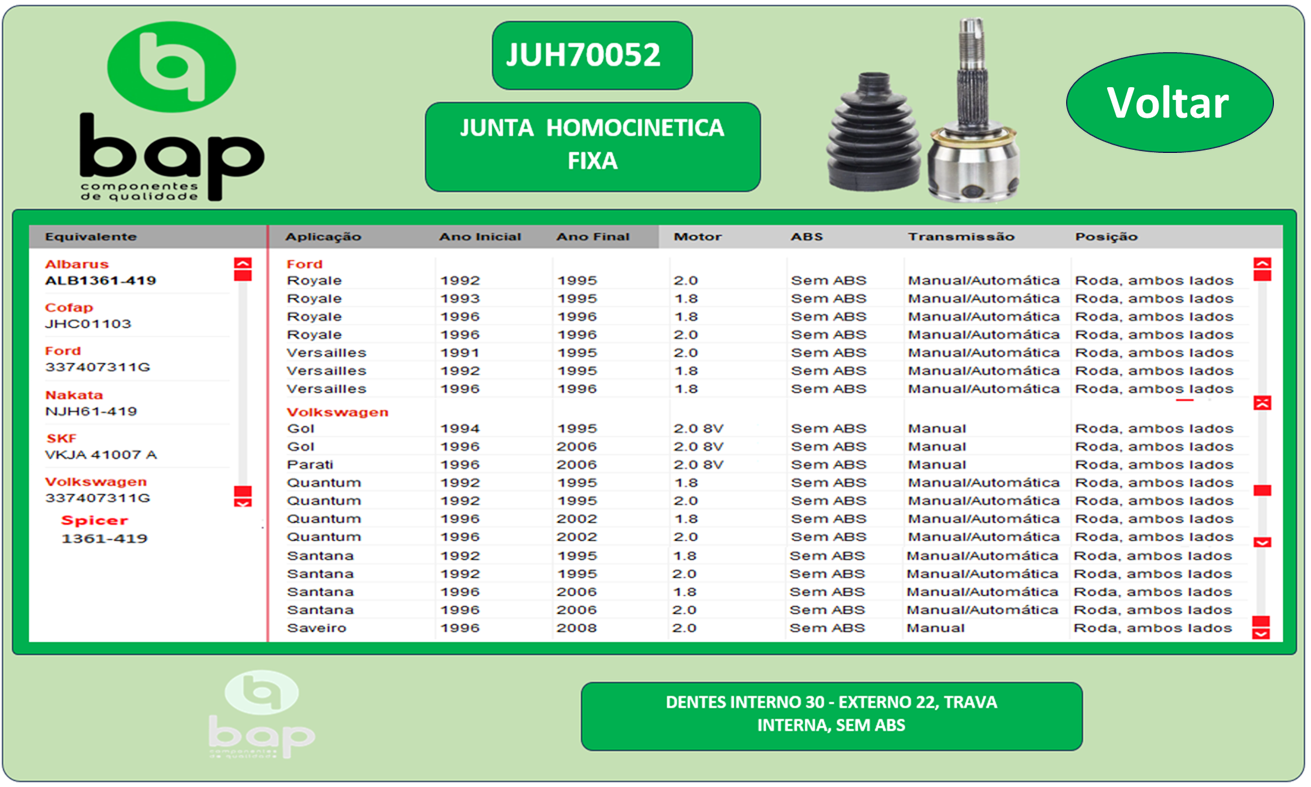 bap
componentes
de qualidade
JUH70052
JUNTA HOMOCINETICA
FIXA
Voltar
Equivalente
Albarus
ALB1361-419
Cofap
JHC01103
Ford
337407311G
Nakata
NJH61-419
SKF
VKJA 41007 A
Volkswagen
337407311G
Spicer
1361-419
Aplicação Ano Inicial Ano Final Motor ABS Transmissão Posição
Ford
Royale 1992 1995 2.0 Sem ABS Manual/Automática Roda, ambos lados
Royale 1993 1995 1.8 Sem ABS Manual/Automática Roda, ambos lados
Royale 1996 1996 1.8 Sem ABS Manual/Automática Roda, ambos lados
Royale 1996 1996 2.0 Sem ABS Manual/Automática Roda, ambos lados
Versailles 1991 1995 2.0 Sem ABS Manual/Automática Roda, ambos lados
Versailles 1992 1995 1.8 Sem ABS Manual/Automática Roda, ambos lados
Versailles 1996 1996 1.8 Sem ABS Manual/Automática Roda, ambos lados
Volkswagen
Gol 1994 1995 2.0 8V Sem ABS Manual Roda, ambos lados
Gol 1996 2006 2.0 8V Sem ABS Manual Roda, ambos lados
Parati 1996 2006 2.0 8V Sem ABS Manual Roda, ambos lados
Quantum 1992 1995 1.8 Sem ABS Manual/Automática Roda, ambos lados
Quantum 1992 1995 2.0 Sem ABS Manual/Automática Roda, ambos lados
Quantum 1996 2002 1.8 Sem ABS Manual/Automática Roda, ambos lados
Quantum 1996 2002 2.0 Sem ABS Manual/Automática Roda, ambos lados
Santana 1992 1995 1.8 Sem ABS Manual/Automática Roda, ambos lados
Santana 1992 1995 2.0 Sem ABS Manual/Automática Roda, ambos lados
Santana 1996 2006 1.8 Sem ABS Manual/Automática Roda, ambos lados
Santana 1996 2006 2.0 Sem ABS Manual/Automática Roda, ambos lados
Saveiro 1996 2008 2.0 Sem ABS Manual Roda, ambos lados
bap
componentes
de qualidade
DENTES INTERNO 30 - EXTERNO 22, TRAVA
INTERNA, SEM ABS